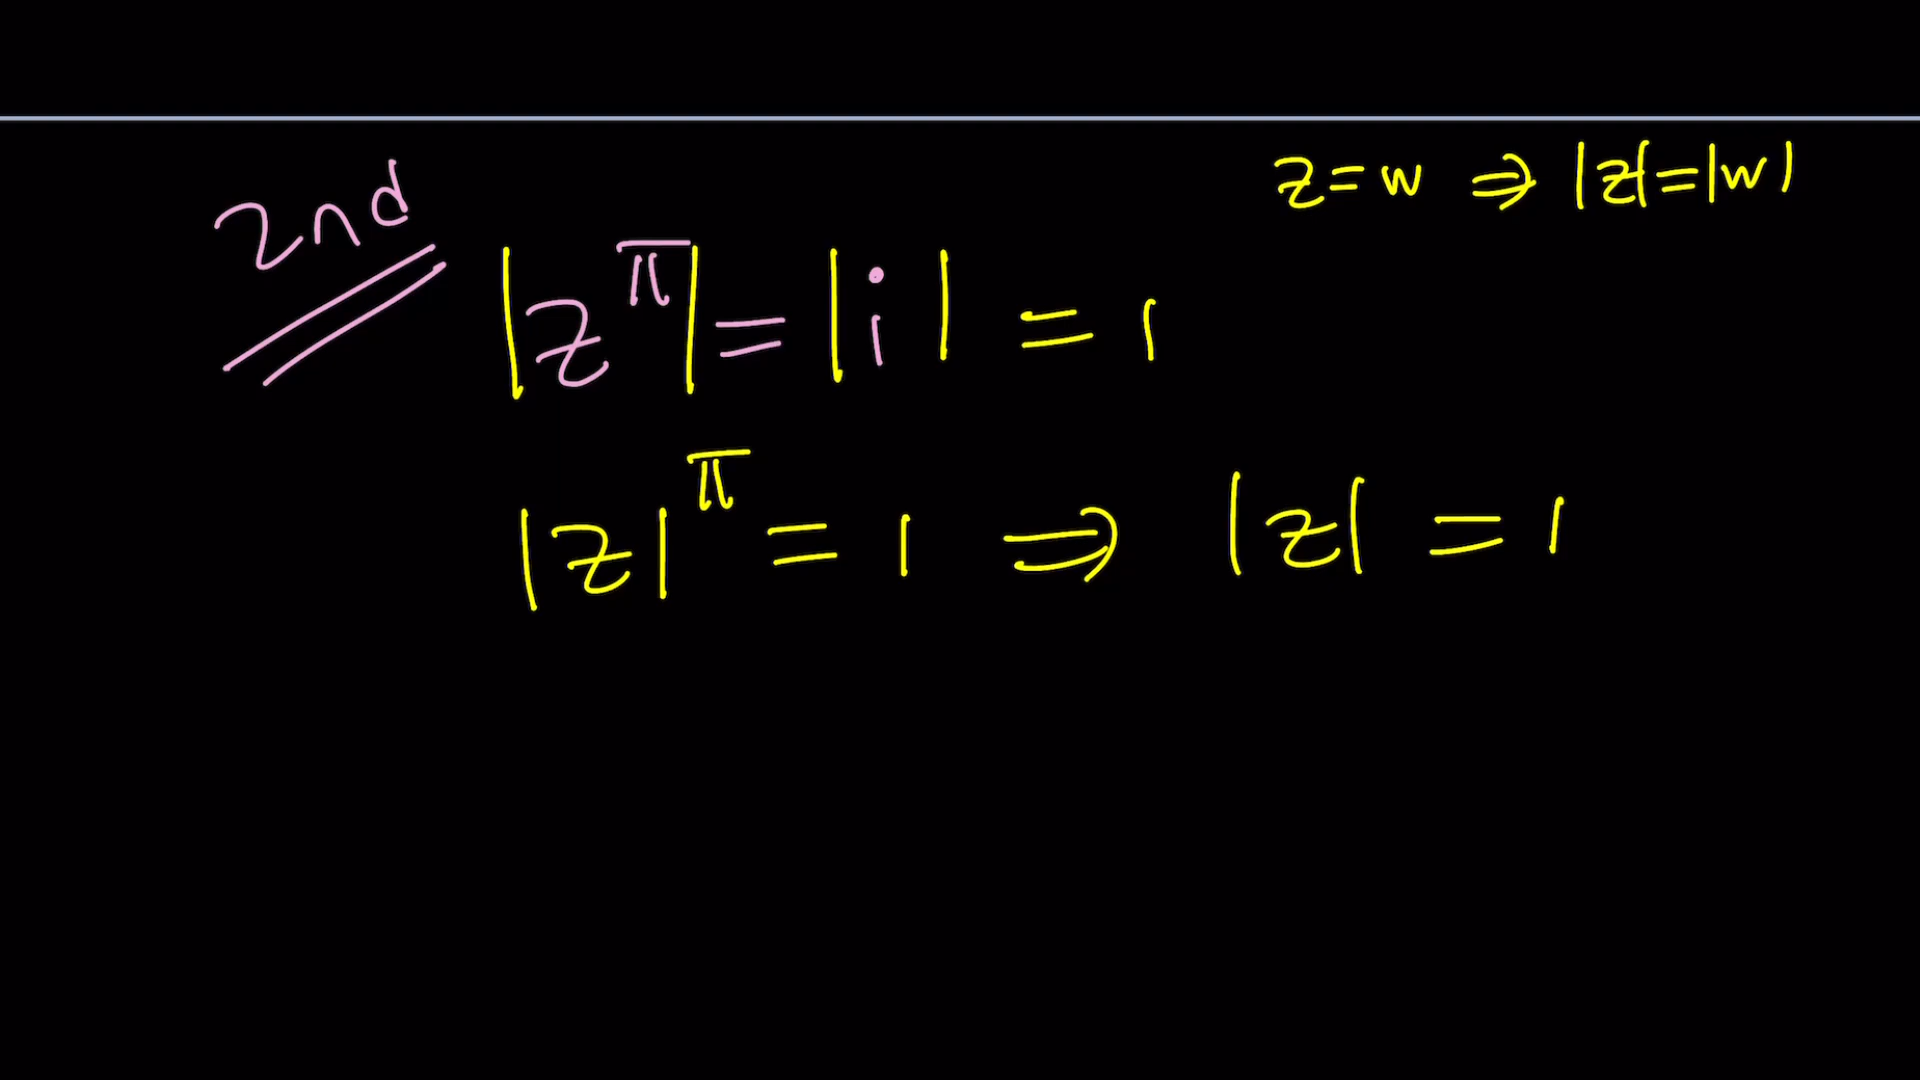 2nd
z = w ⇒ |z| = |w|
|z^π| = |i| = 1
|z|^π = 1 ⇒ |z| = 1